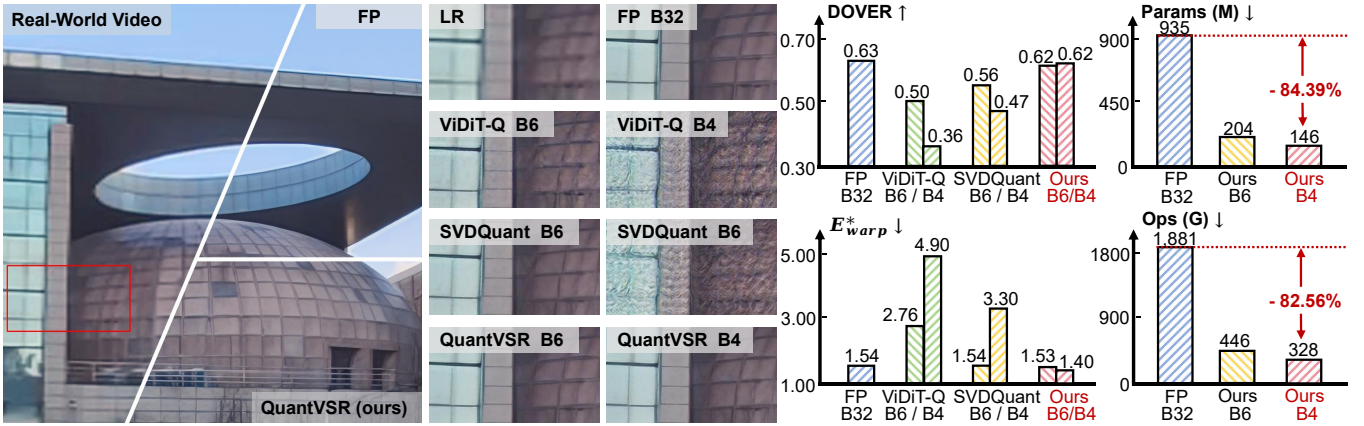 Real-World Video
FP
QuantVSR (ours)
LR
FP B32
ViDiT-Q B6
ViDiT-Q B4
SVDQuant B6
SVDQuant B6
QuantVSR B6
QuantVSR B4
DOVER ↑
0.70
0.50
0.30
0.63
0.50
0.36
0.56
0.47
0.62
0.62
FP ViDiT-Q SVDQuant Ours
B32 B6 / B4 B6 / B4 B6/B4
Params (M) ↓
900
450
0
935
204
146
- 84.39%
FP Ours Ours
B32 B6 B4
E*warp ↓
5.00
3.00
1.00
1.54
2.76
4.90
1.54
3.30
1.53
1.40
FP ViDiT-Q SVDQuant Ours
B32 B6 / B4 B6 / B4 B6/B4
Ops (G) ↓
1800
900
0
1,881
446
328
- 82.56%
FP Ours Ours
B32 B6 B4